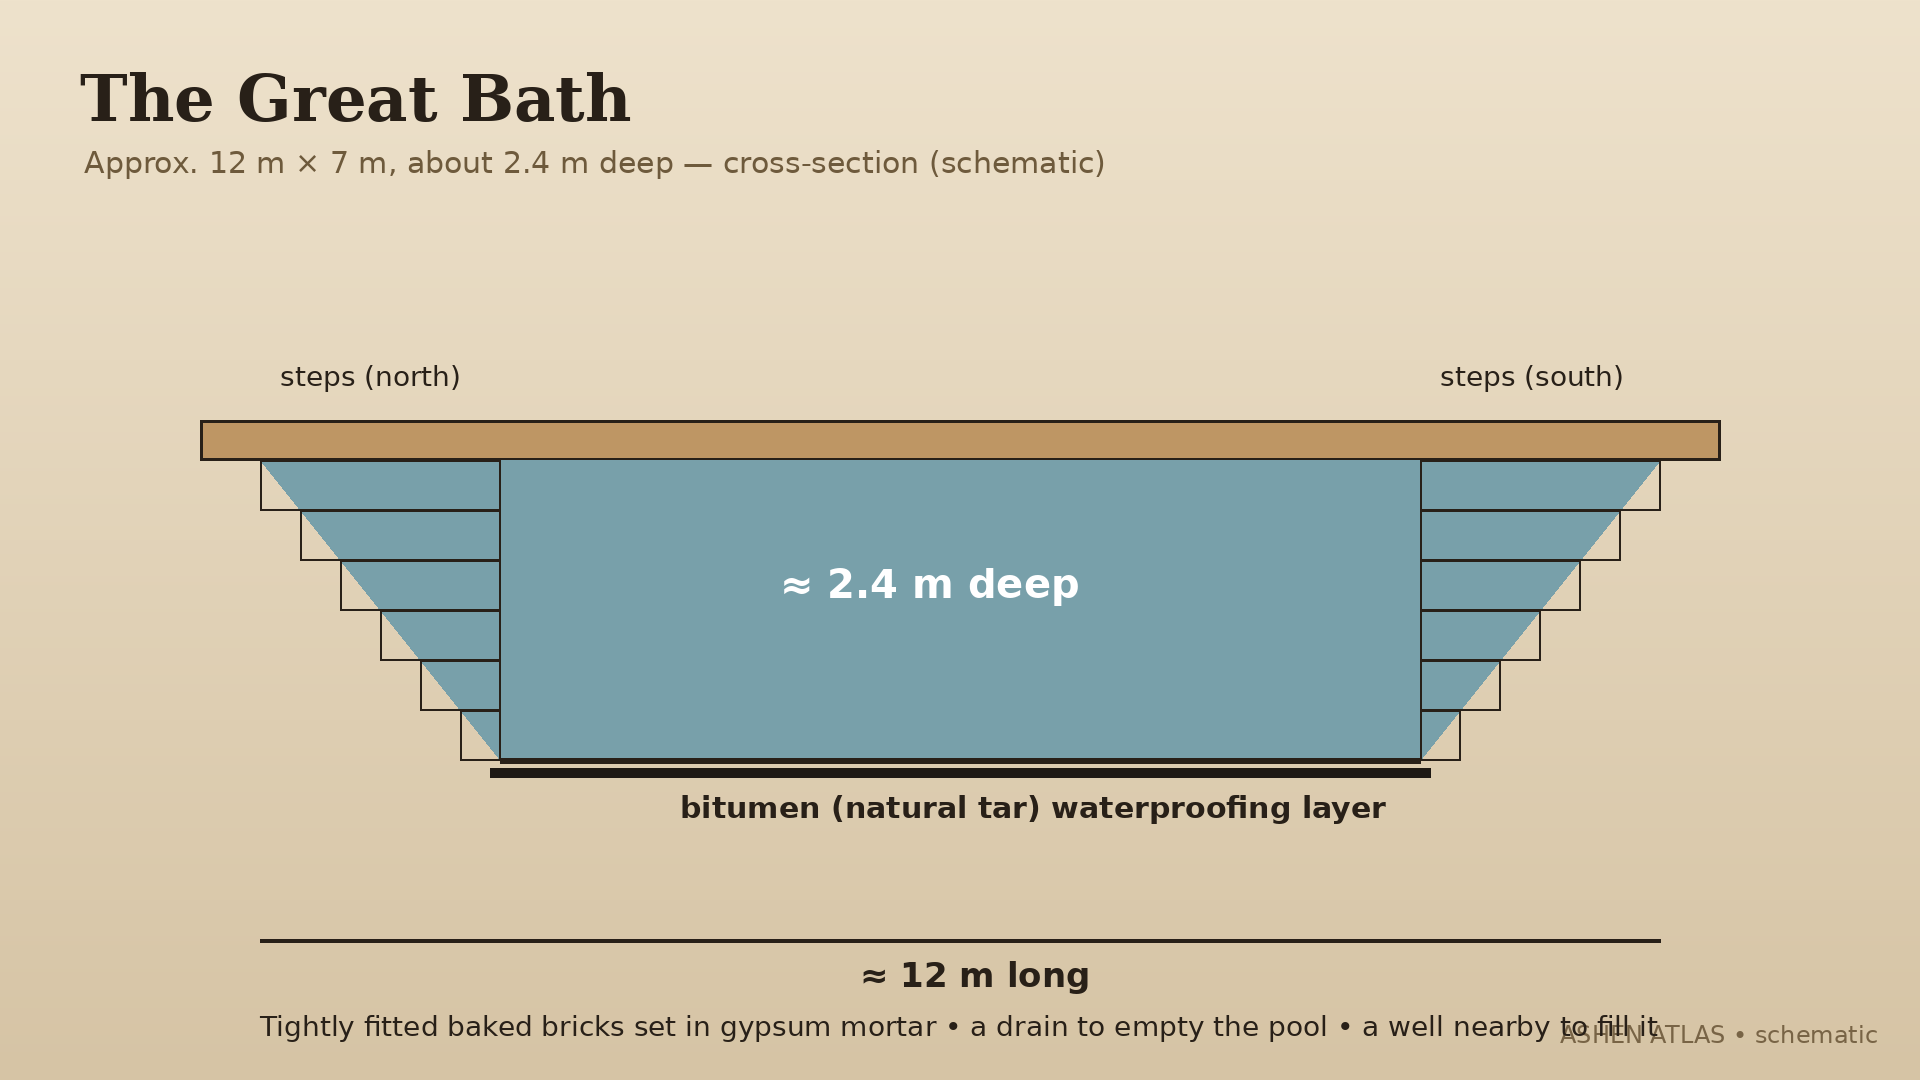 The Great Bath
Approx. 12 m × 7 m, about 2.4 m deep — cross-section (schematic)
steps (north)
steps (south)
≈ 2.4 m deep
bitumen (natural tar) waterproofing layer
≈ 12 m long
Tightly fitted baked bricks set in gypsum mortar • a drain to empty the pool • a well nearby to fill it
ASHEN ATLAS • schematic